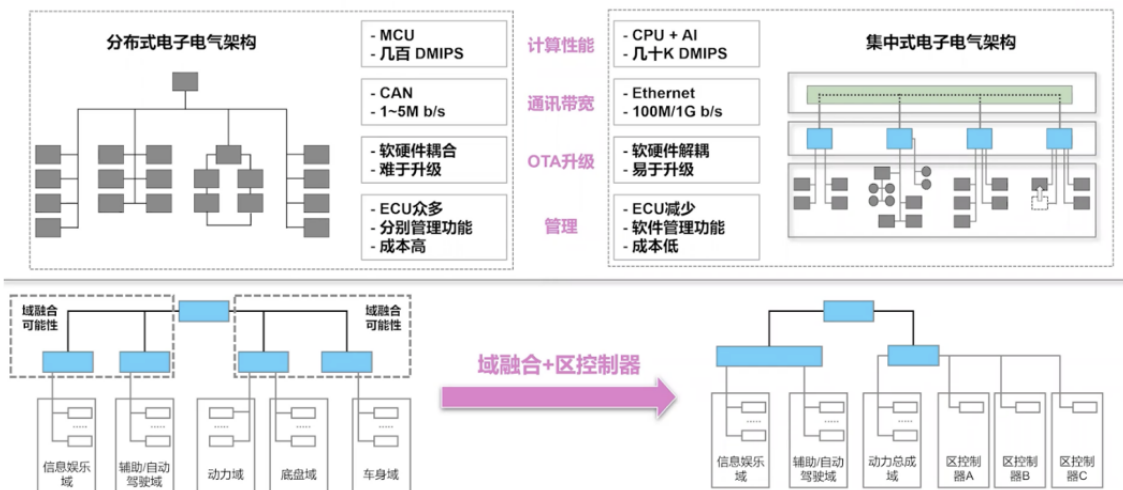 分布式电子电气架构
- MCU
- 几百 DMIPS
计算性能
- CPU + AI
- 几十K DMIPS
集中式电子电气架构
- CAN
- 1~5M b/s
通讯带宽
- Ethernet
- 100M/1G b/s
- 软硬件耦合
- 难于升级
OTA升级
- 软硬件解耦
- 易于升级
- ECU众多
- 分别管理功能
- 成本高
管理
- ECU减少
- 软件管理功能
- 成本低
域融合
可能性
域融合
可能性
域融合+区控制器
.....
信息娱乐
域
.....
辅助/自动
驾驶域
.....
动力域
.....
底盘域
.....
车身域
.....
信息娱乐
域
.....
辅助/自动
驾驶域
.....
动力总成
域
区控制
器A
区控制
器B
区控制
器C